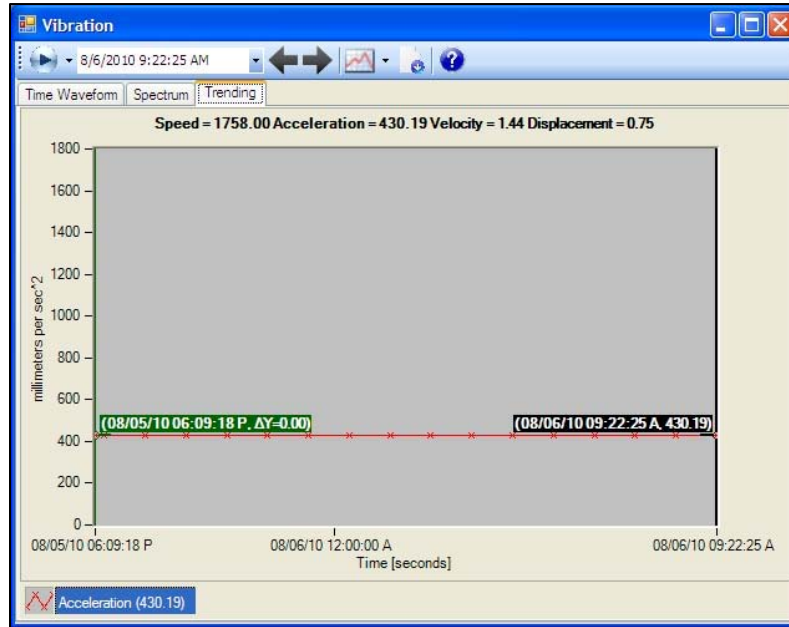 Vibration
8/6/2010 9:22:25 AM
Time Waveform Spectrum Trending
Speed = 1758.00 Acceleration = 430.19 Velocity = 1.44 Displacement = 0.75
millimeters per sec^2
1800
1600
1400
1200
1000
800
600
400
200
0
(08/05/10 06:09:18 P, ΔY=0.00) (08/06/10 09:22:25 A, 430.19)
08/05/10 06:09:18 P 08/06/10 12:00:00 A 08/06/10 09:22:25 A
Time [seconds]
Acceleration (430.19)